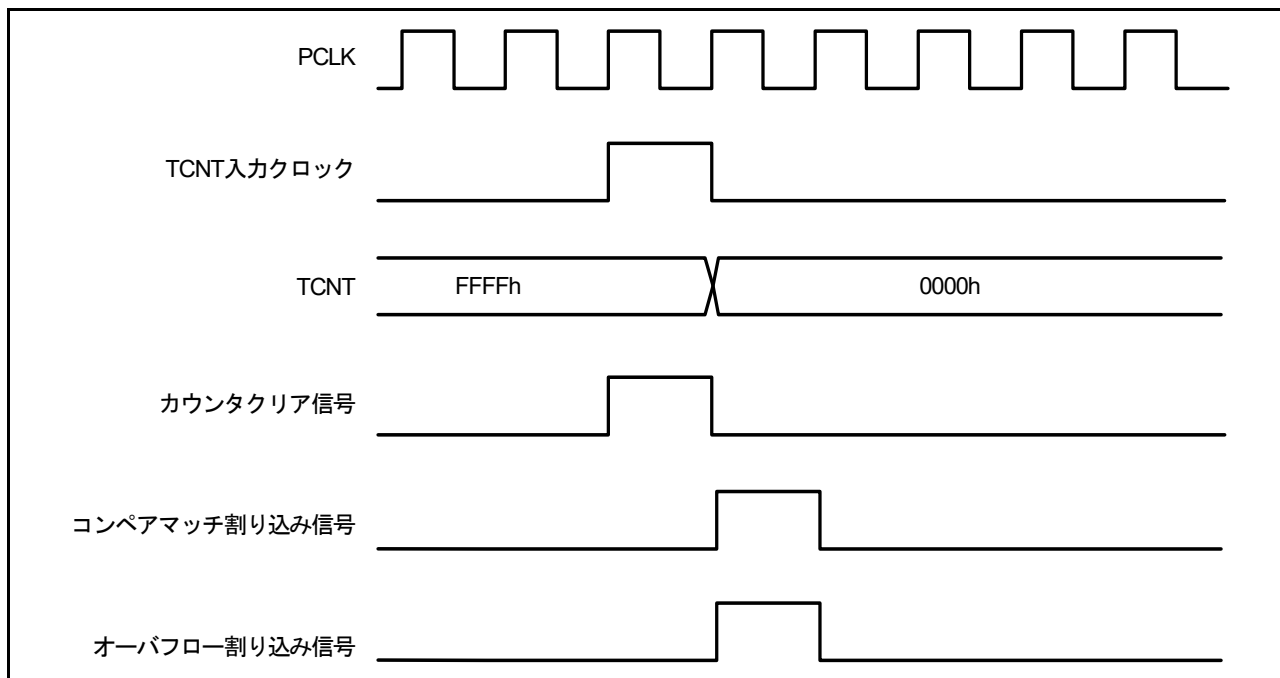 PCLK
TCNT入力クロック
TCNT
FFFFh
0000h
カウンタクリア信号
コンペアマッチ割り込み信号
オーバフロー割り込み信号